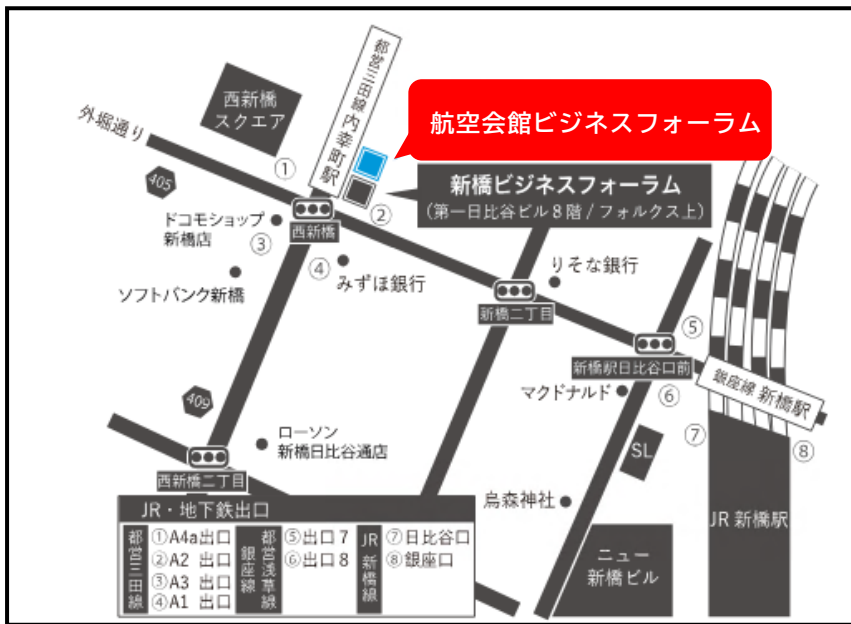 外堀通り
西新橋
スクエア
都営三田線内幸町駅
航空会館ビジネスフォーラム
新橋ビジネスフォーラム
(第一日比谷ビル8階/フォルクス上)
405
①
②
ドコモショップ
新橋店
③
西新橋
④
みずほ銀行
ソフトバンク新橋
りそな銀行
新橋二丁目
⑤
新橋駅日比谷口前
銀座線 新橋駅
マクドナルド
⑥
409
ローソン
新橋日比谷通店
⑦
⑧
SL
西新橋二丁目
烏森神社
JR 新橋駅
ニュー
新橋ビル
JR・地下鉄出口
都営三田線
①A4a出口
②A2 出口
③A3 出口
④A1 出口
銀座線
都営浅草線
⑤出口 7
⑥出口 8
JR 新橋線
⑦日比谷口
⑧銀座口